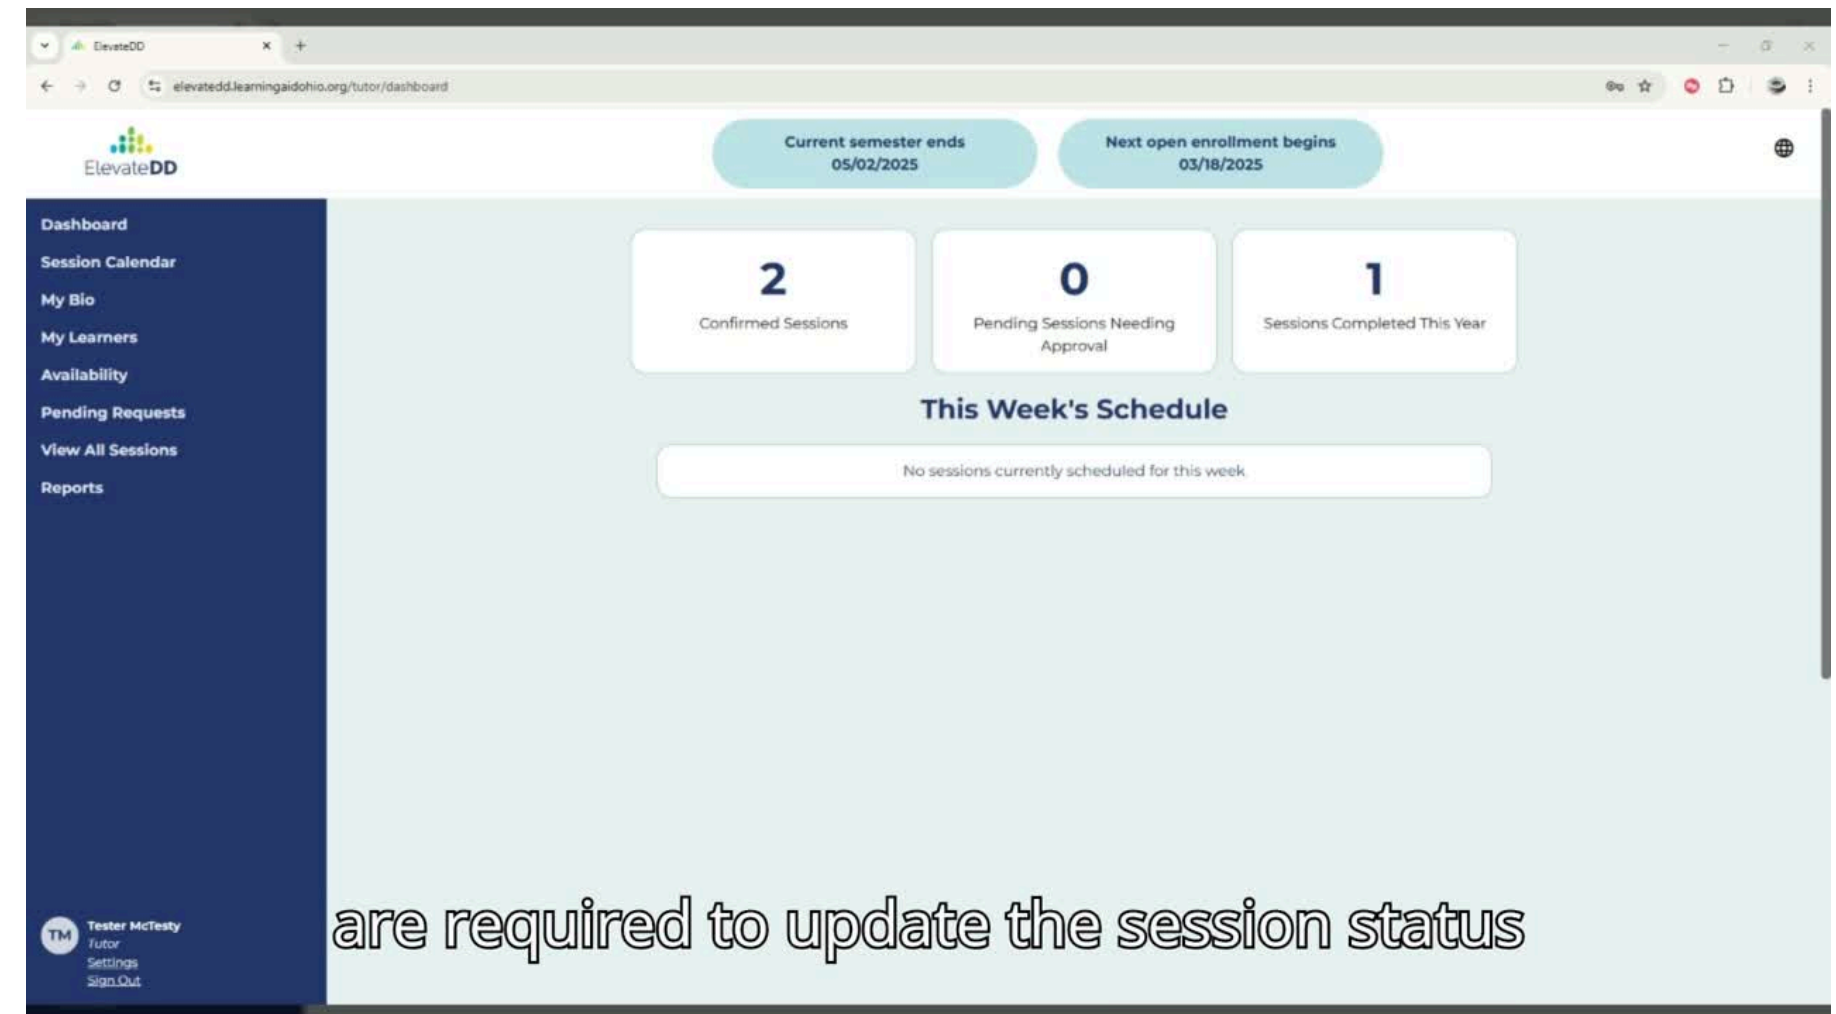 ElevateDD
elevatedd.learningaidohio.org/tutor/dashboard
ElevateDD
Current semester ends
05/02/2025
Next open enrollment begins
03/18/2025
Dashboard
Session Calendar
My Bio
My Learners
Availability
Pending Requests
View All Sessions
Reports
2
Confirmed Sessions
0
Pending Sessions Needing
Approval
1
Sessions Completed This Year
This Week's Schedule
No sessions currently scheduled for this week
TM
Tester McTesty
Tutor
Settings
Sign Out
are required to update the session status